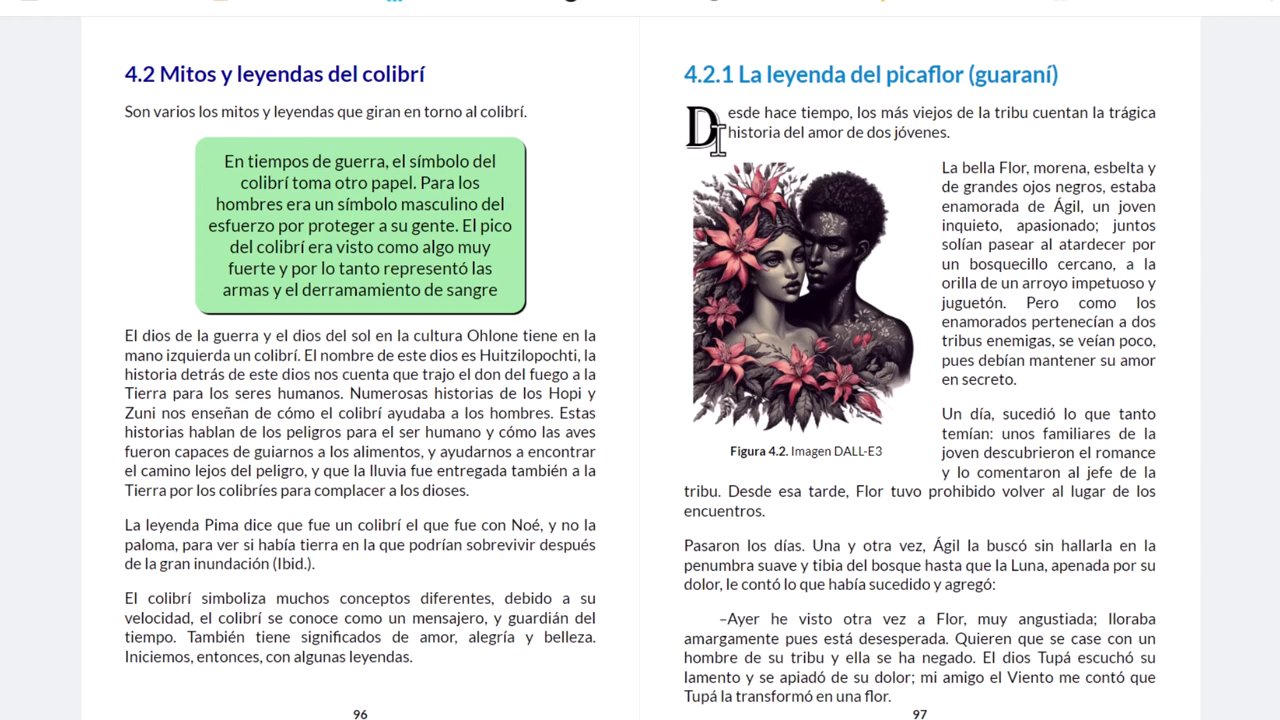 4.2 Mitos y leyendas del colibrí
Son varios los mitos y leyendas que giran en torno al colibrí.
En tiempos de guerra, el símbolo del
colibrí toma otro papel. Para los
hombres era un símbolo masculino del
esfuerzo por proteger a su gente. El pico
del colibrí era visto como algo muy
fuerte y por lo tanto representó las
armas y el derramamiento de sangre
El dios de la guerra y el dios del sol en la cultura Ohlone tiene en la
mano izquierda un colibrí. El nombre de este dios es Huitzilopochti, la
historia detrás de este dios nos cuenta que trajo el don del fuego a la
Tierra para los seres humanos. Numerosas historias de los Hopi y
Zuni nos enseñan de cómo el colibrí ayudaba a los hombres. Estas
historias hablan de los peligros para el ser humano y cómo las aves
fueron capaces de guiarnos a los alimentos, y ayudarnos a encontrar
el camino lejos del peligro, y que la lluvia fue entregada también a la
Tierra por los colibríes para complacer a los dioses.
La leyenda Pima dice que fue un colibrí el que fue con Noé, y no la
paloma, para ver si había tierra en la que podrían sobrevivir después
de la gran inundación (Ibid.).
El colibrí simboliza muchos conceptos diferentes, debido a su
velocidad, el colibrí se conoce como un mensajero, y guardián del
tiempo. También tiene significados de amor, alegría y belleza.
Iniciemos, entonces, con algunas leyendas.
96
4.2.1 La leyenda del picaflor (guaraní)
Desde hace tiempo, los más viejos de la tribu cuentan la trágica
historia del amor de dos jóvenes.
La bella Flor, morena, esbelta y
de grandes ojos negros, estaba
enamorada de Ágil, un joven
inquieto, apasionado; juntos
solían pasear al atardecer por
un bosquecillo cercano, a la
orilla de un arroyo impetuoso y
juguetón. Pero como los
enamorados pertenecían a dos
tribus enemigas, se veían poco,
pues debían mantener su amor
en secreto.
Figura 4.2. Imagen DALL-E3
Un día, sucedió lo que tanto
temían: unos familiares de la
joven descubrieron el romance
y lo comentaron al jefe de la
tribu. Desde esa tarde, Flor tuvo prohibido volver al lugar de los
encuentros.
Pasaron los días. Una y otra vez, Ágil la buscó sin hallarla en la
penumbra suave y tibia del bosque hasta que la Luna, apenada por su
dolor, le contó lo que había sucedido y agregó:
–Ayer he visto otra vez a Flor, muy angustiada; lloraba
amargamente pues está desesperada. Quieren que se case con un
hombre de su tribu y ella se ha negado. El dios Tupá escuchó su
lamento y se apiadó de su dolor; mi amigo el Viento me contó que
Tupá la transformó en una flor.
97